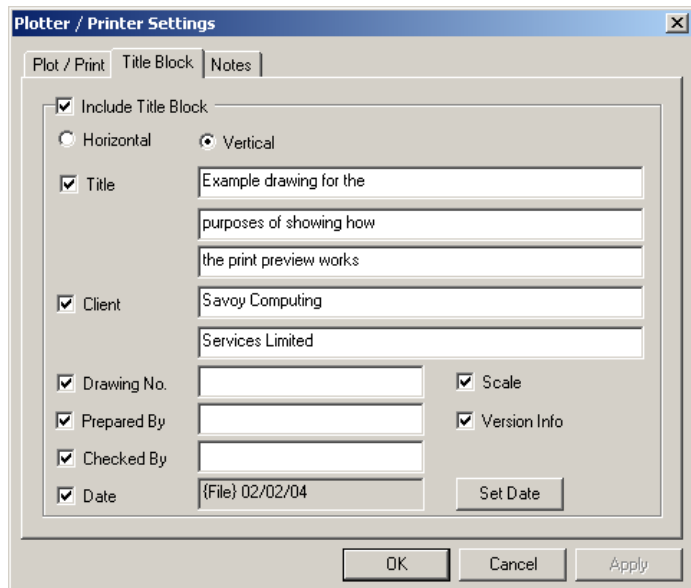 Plotter / Printer Settings
Plot / Print Title Block Notes
Include Title Block
Horizontal Vertical
Title Example drawing for the
purposes of showing how
the print preview works
Client Savoy Computing
Services Limited
Drawing No. Scale
Prepared By Version Info
Checked By
Date {File} 02/02/04 Set Date
OK Cancel Apply